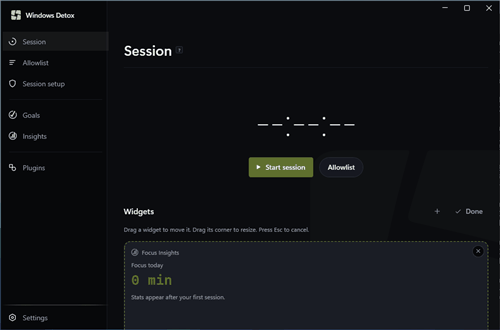 Windows Detox
Session
Allowlist
Session setup
Goals
Insights
Plugins
Settings
Session ?
--:--:--
Start session
Allowlist
Widgets
Done
Drag a widget to move it. Drag its corner to resize. Press Esc to cancel.
Focus Insights
Focus today
0 min
Stats appear after your first session.